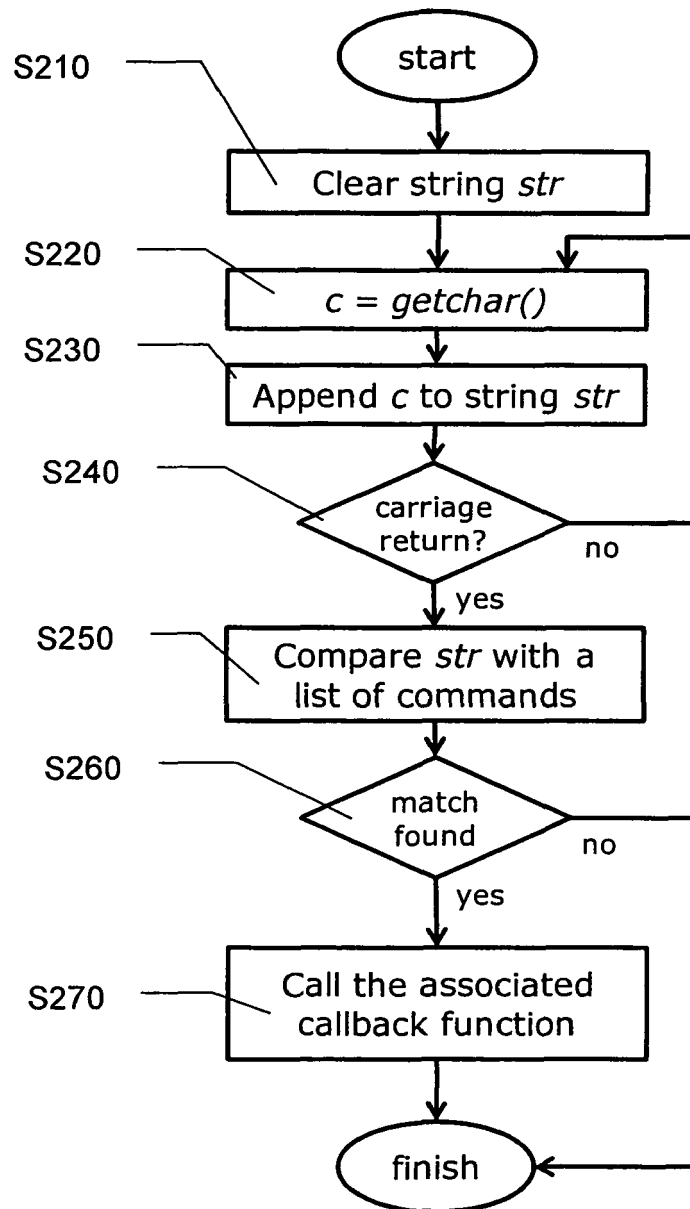 start
S210
Clear string str
S220
c = getchar()
S230
Append c to string str
S240
carriage
return?
no
yes
S250
Compare str with a
list of commands
S260
match
found
no
yes
S270
Call the associated
callback function
finish